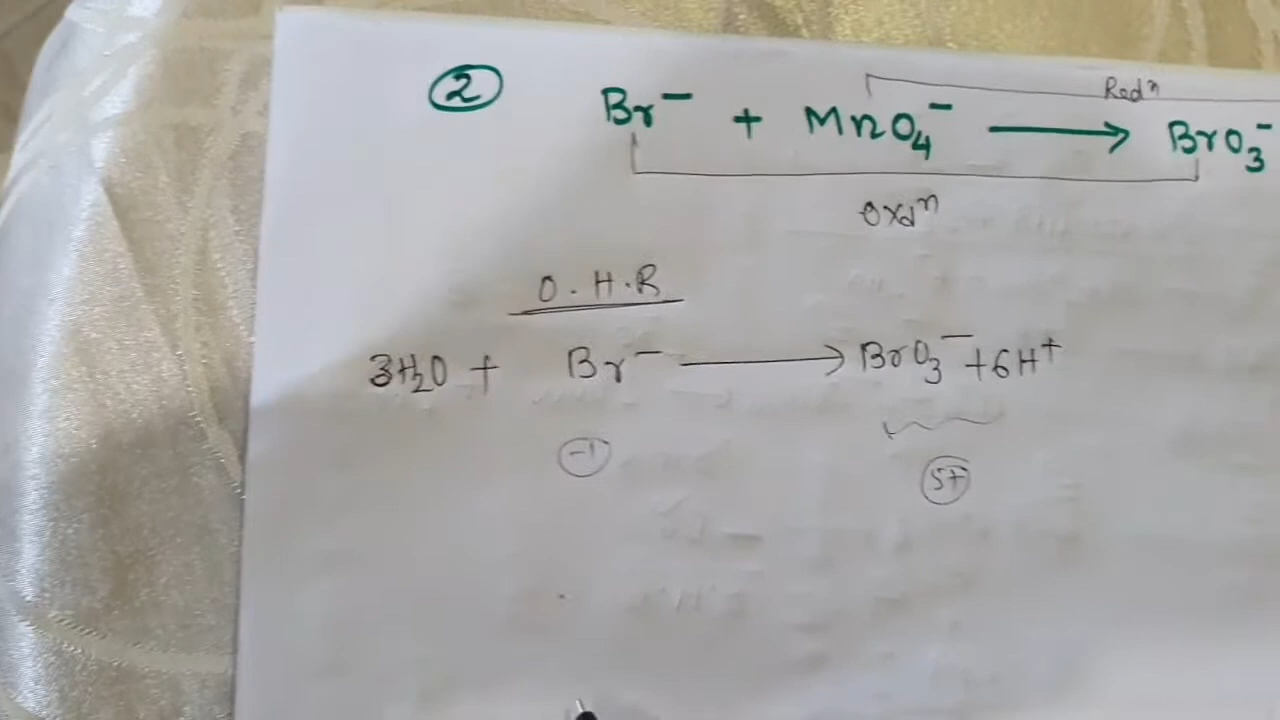 ② Br⁻ + MnO₄⁻ ⟶ BrO₃⁻
Redⁿ
Oxdⁿ
O.H.R
3H₂O + Br⁻ ⟶ BrO₃⁻ + 6H⁺
-1 5+